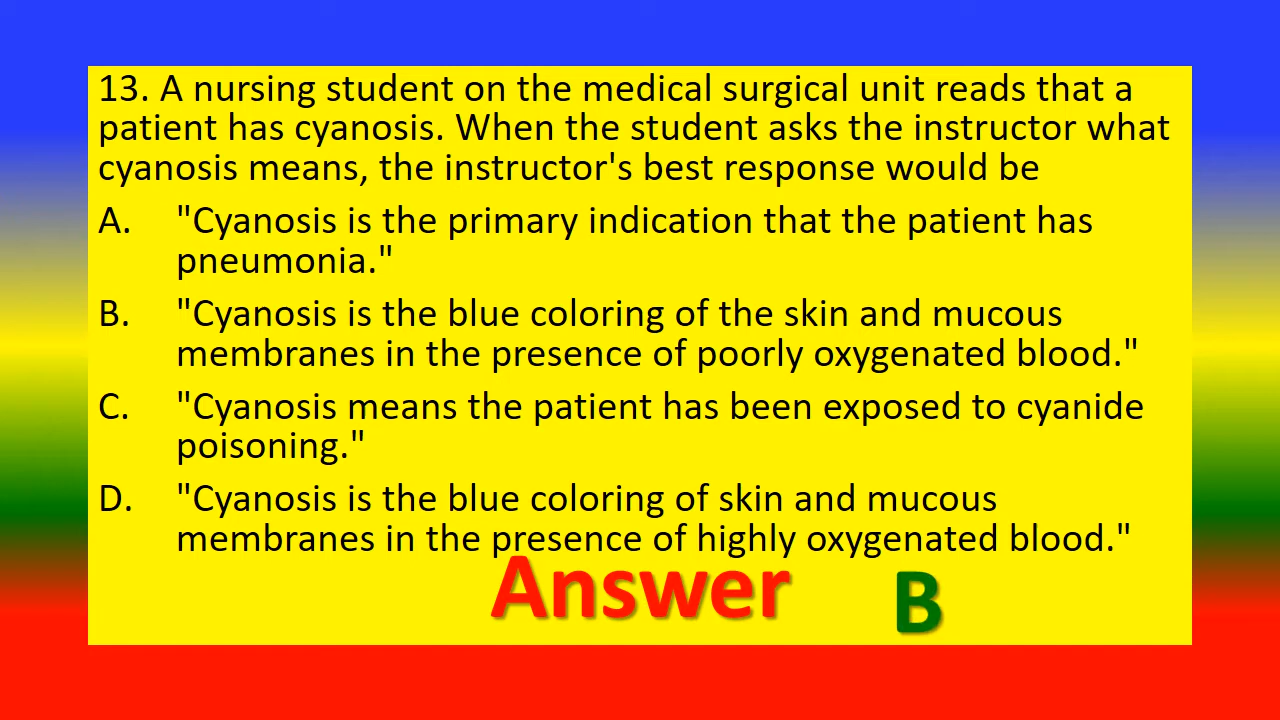 13. A nursing student on the medical surgical unit reads that a
patient has cyanosis. When the student asks the instructor what
cyanosis means, the instructor's best response would be
A. "Cyanosis is the primary indication that the patient has
pneumonia."
B. "Cyanosis is the blue coloring of the skin and mucous
membranes in the presence of poorly oxygenated blood."
C. "Cyanosis means the patient has been exposed to cyanide
poisoning."
D. "Cyanosis is the blue coloring of skin and mucous
membranes in the presence of highly oxygenated blood."
Answer B